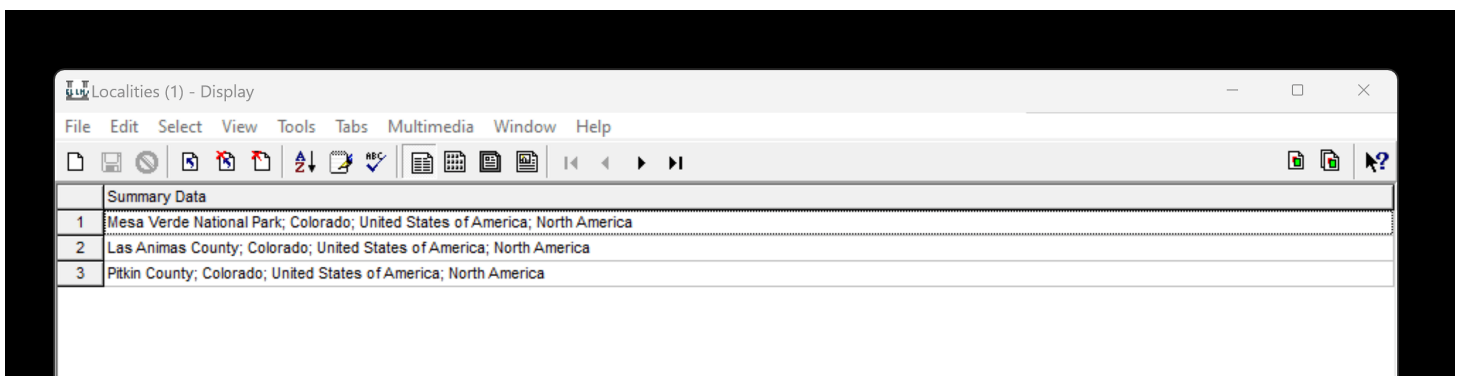 Localities (1) - Display
File Edit Select View Tools Tabs Multimedia Window Help
Summary Data
1 Mesa Verde National Park; Colorado; United States of America; North America
2 Las Animas County; Colorado; United States of America; North America
3 Pitkin County; Colorado; United States of America; North America